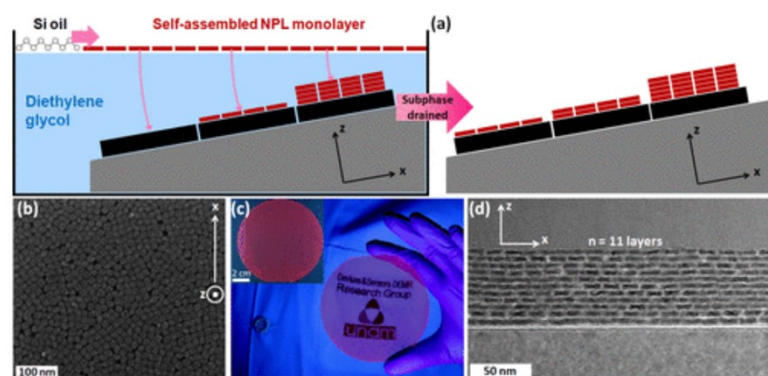 Si oil
Self-assembled NPL monolayer
(a)
Diethylene
glycol
Subphase
drained
z
x
z
x
(b)
x
z
100 nm
(c)
2 cm
Devices&Sensors DEMIR
Research Group
unam
(d)
z
x
n = 11 layers
50 nm